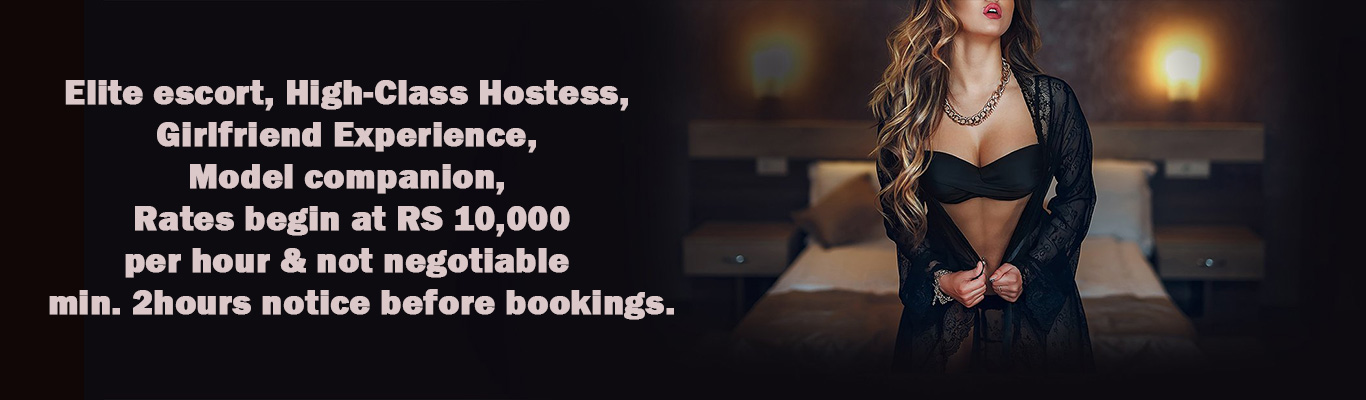 Elite escort, High-Class Hostess,
Girlfriend Experience,
Model companion,
Rates begin at RS 10,000
per hour & not negotiable
min. 2hours notice before bookings.